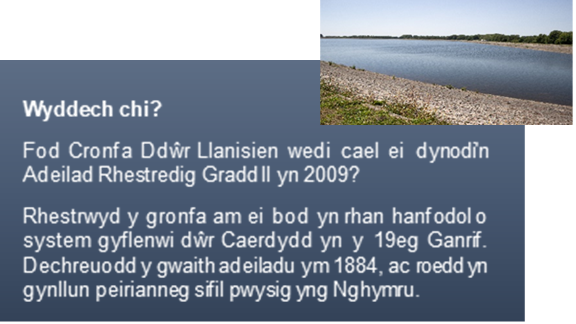 Wyddech chi?
Fod Cronfa Ddŵr Llanisien wedi cael ei dynodi'n
Adeilad Rhestredig Gradd II yn 2009?
Rhestrwyd y gronfa am ei bod yn rhan hanfodol o
system gyflenwi dŵr Caerdydd yn y 19eg Ganrif.
Dechreuodd y gwaith adeiladu ym 1884, ac roedd yn
gynllun peirianneg sifil pwysig yng Nghymru.